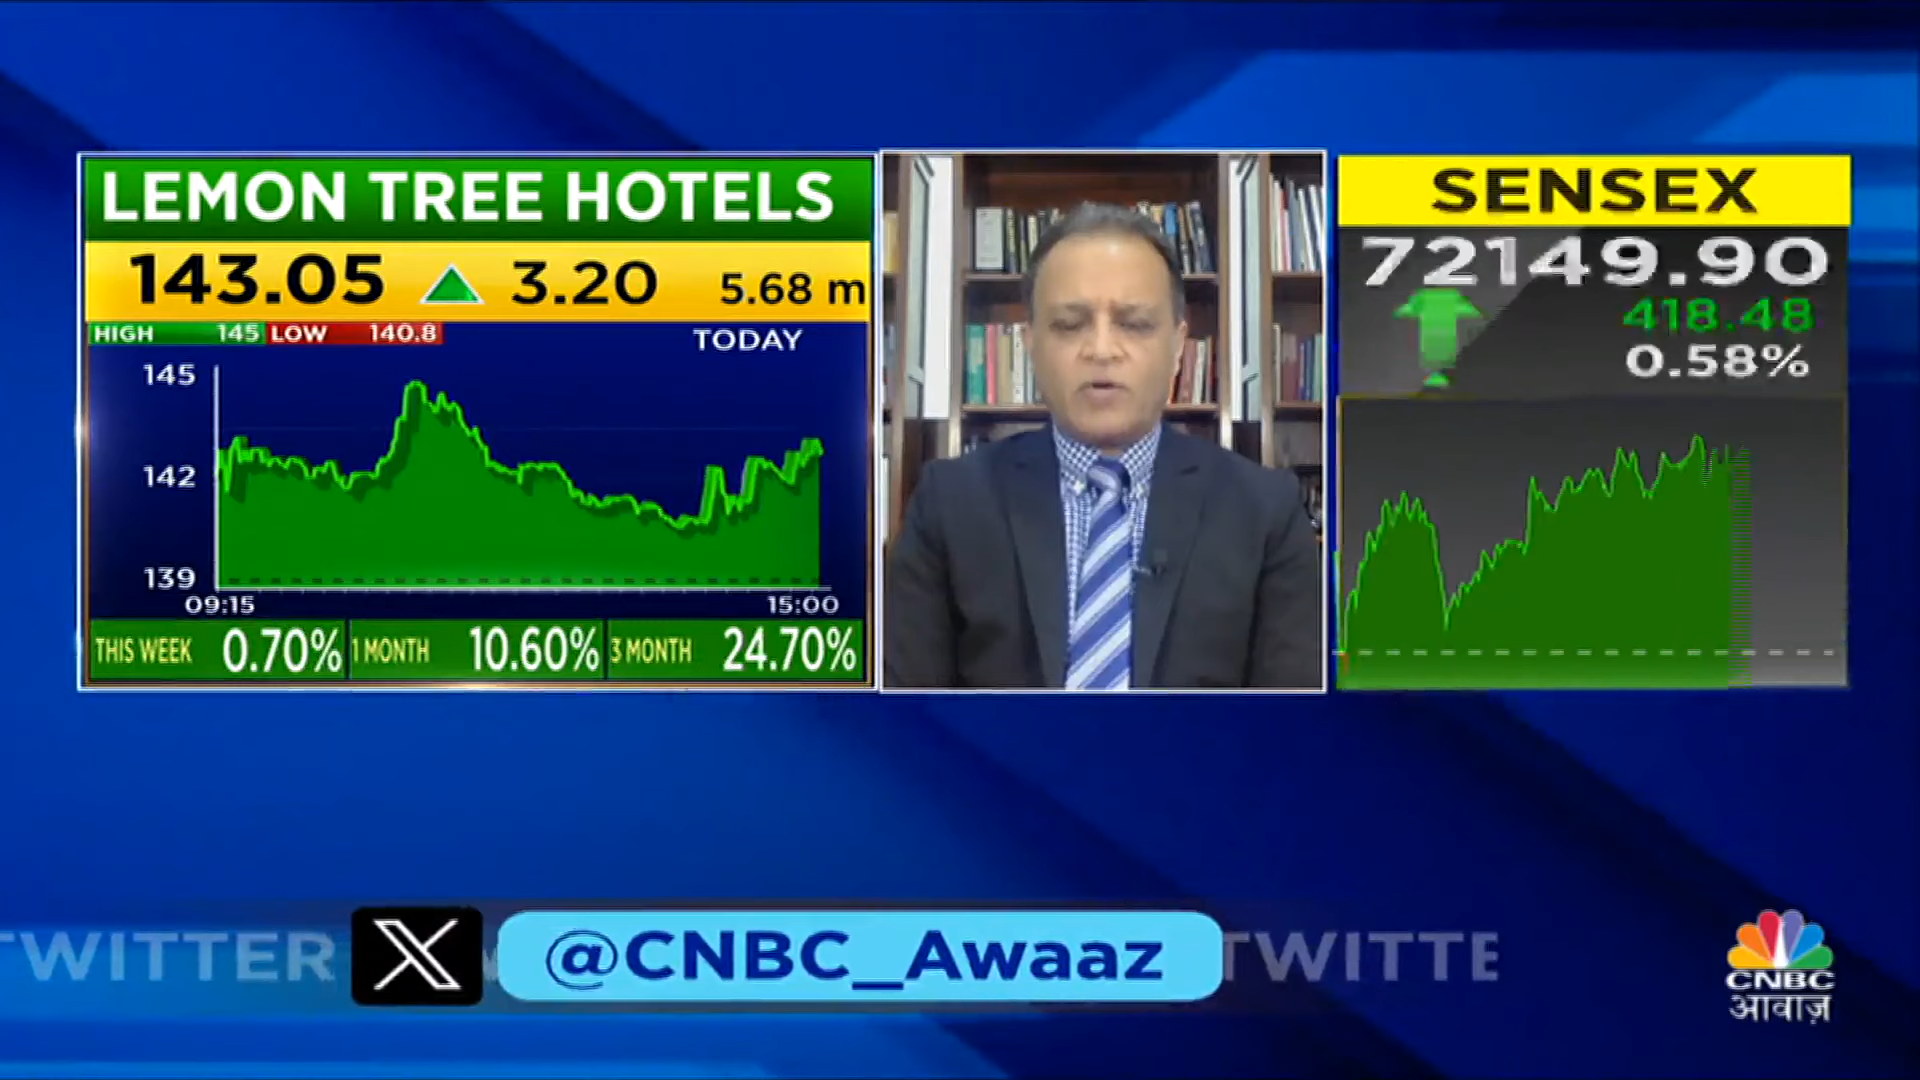 LEMON TREE HOTELS
143.05 3.20 5.68 m
HIGH 145 LOW 140.8
TODAY
145
142
139
09:15 15:00
THIS WEEK 0.70% 1 MONTH 10.60% 3 MONTH 24.70%
SENSEX
72149.90
418.48
0.58%
TWITTER
X @CNBC_Awaaz
TWITTE
CNBC
आवाज़